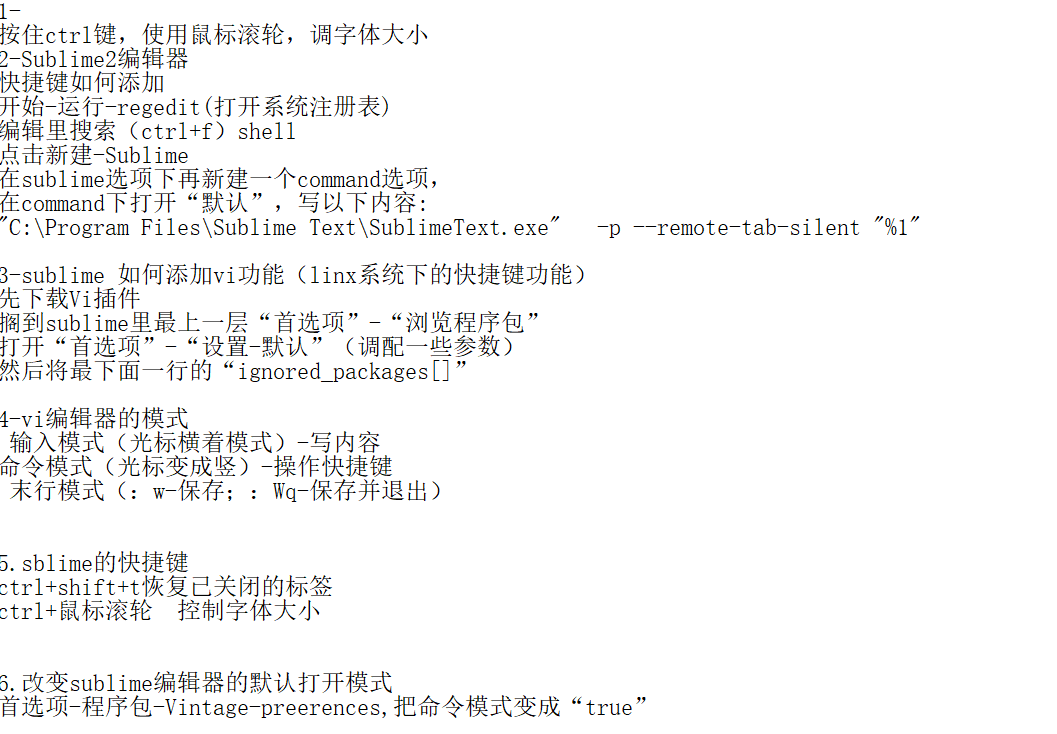 1-
按住ctrl键，使用鼠标滚轮，调字体大小
2-Sublime2编辑器
快捷键如何添加
开始-运行-regedit(打开系统注册表)
编辑里搜索（ctrl+f）shell
点击新建-Sublime
在sublime选项下再新建一个command选项，
在command下打开“默认”，写以下内容:
"C:\Program Files\Sublime Text\SublimeText.exe"   -p --remote-tab-silent "%1"
3-sublime 如何添加vi功能（linx系统下的快捷键功能）
先下载Vi插件
搁到sublime里最上一层“首选项”-“浏览程序包”
打开“首选项”-“设置-默认”（调配一些参数）
然后将最下面一行的“ignored_packages[]”
4-vi编辑器的模式
输入模式（光标横着模式）-写内容
命令模式（光标变成竖）-操作快捷键
末行模式（：w-保存；：Wq-保存并退出）
5.sblime的快捷键
ctrl+shift+t恢复已关闭的标签
ctrl+鼠标滚轮  控制字体大小
6.改变sublime编辑器的默认打开模式
首选项-程序包-Vintage-preerences,把命令模式变成“true”